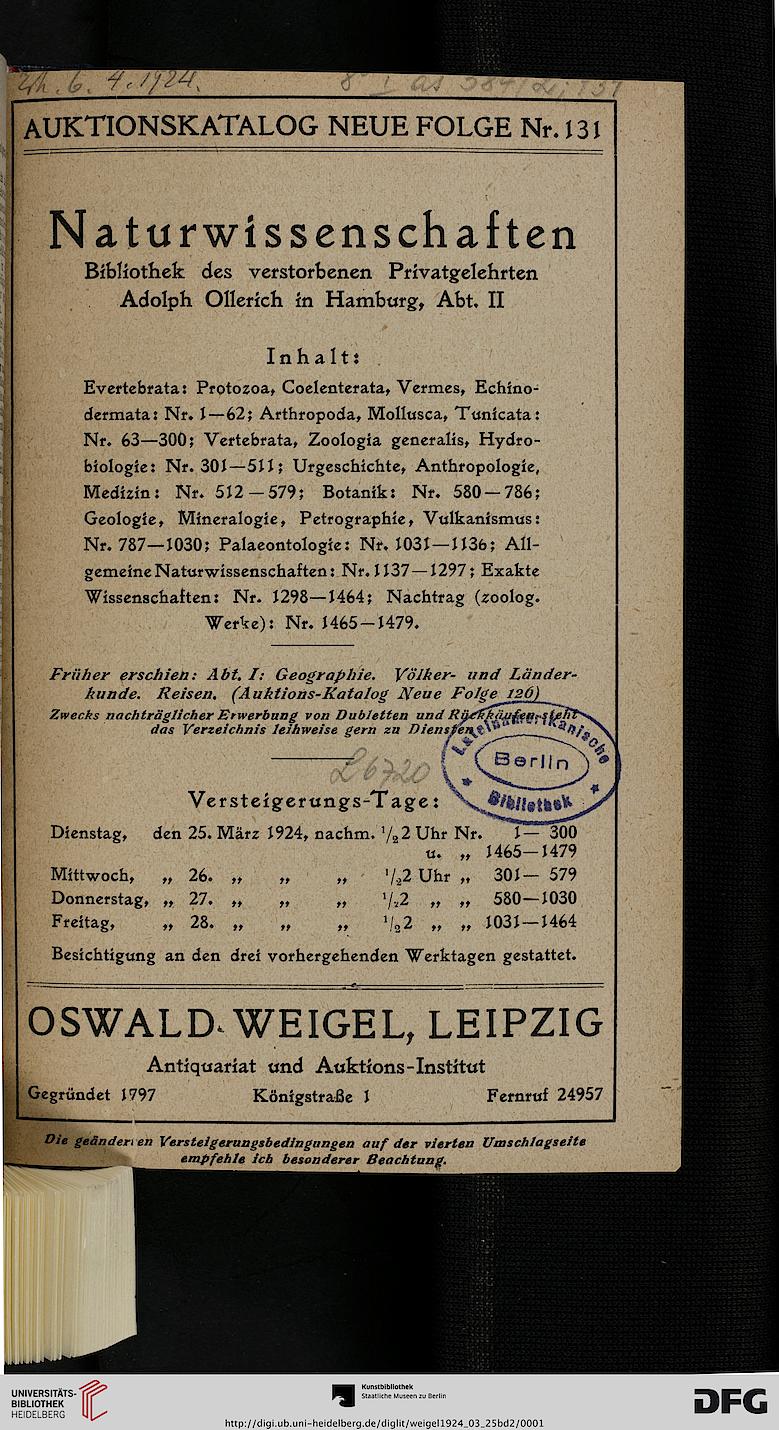 6. 4. 1924.
AUKTIONSKATALOG NEUE FOLGE Nr. 131
Naturwissenschaften
Bibliothek des verstorbenen Privatgelehrten
Adolph Ollerich in Hamburg, Abt. II
Inhalt:
Evertebrata: Protozoa, Coelenterata, Vermes, Echino-
dermata: Nr. 1—62; Arthropoda, Mollusca, Tunicata:
Nr. 63—300; Vertebrata, Zoologia generalis, Hydro-
biologie: Nr. 301—511; Urgeschichte, Anthropologie,
Medizin: Nr. 512—579; Botanik: Nr. 580—786;
Geologie, Mineralogie, Petrographie, Vulkanismus:
Nr. 787—1030; Palaeontologie: Nr. 1031—1136; All-
gemeine Naturwissenschaften: Nr. 1137—1297; Exakte
Wissenschaften: Nr. 1298—1464; Nachtrag (zoolog.
Werke): Nr. 1465—1479.
Früher erschien: Abt. I: Geographie. Völker- und Länder-
kunde. Reisen. (Auktions-Katalog Neue Folge 126)
Zwecks nachträglicher Erwerbung von Dubletten und Rückkäufen steht
das Verzeichnis leihweise gern zu Diensten
Lateinamerikanische
Berlin
Bibliothek
L6720
Versteigerungs-Tage:
Dienstag, den 25. März 1924, nachm. 1/2 2 Uhr Nr. 1— 300
u. „ 1465—1479
Mittwoch, „ 26. „ „ „ 1/2 2 Uhr „ 301— 579
Donnerstag, „ 27. „ „ „ 1/2 2 „ „ 580—1030
Freitag, „ 28. „ „ „ 1/2 2 „ „ 1031—1464
Besichtigung an den drei vorhergehenden Werktagen gestattet.
OSWALD WEIGEL, LEIPZIG
Antiquariat und Auktions-Institut
Gegründet 1797 Königstraße 1 Fernruf 24957
Die geänderten Versteigerungsbedingungen auf der vierten Umschlagseite
empfehle ich besonderer Beachtung.
UNIVERSITÄTS-
BIBLIOTHEK
HEIDELBERG
Kunstbibliothek
Staatliche Museen zu Berlin
DFG
http://digi.ub.uni-heidelberg.de/diglit/weigel1924_03_25bd2/0001